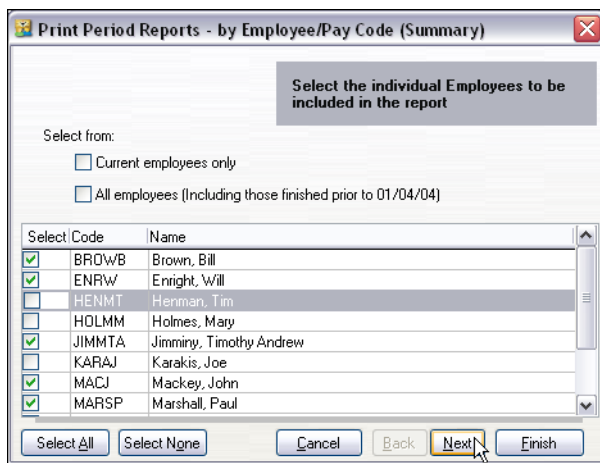 Print Period Reports - by Employee/Pay Code (Summary)
Select the individual Employees to be
included in the report
Select from:
Current employees only
All employees (Including those finished prior to 01/04/04)
Select Code Name
BROWB Brown, Bill
ENRW Enright, Will
HENMT Henman, Tim
HOLMM Holmes, Mary
JIMMTA Jimminy, Timothy Andrew
KARAJ Karakis, Joe
MACJ Mackey, John
MARSP Marshall, Paul
Select All Select None Cancel Back Next Finish